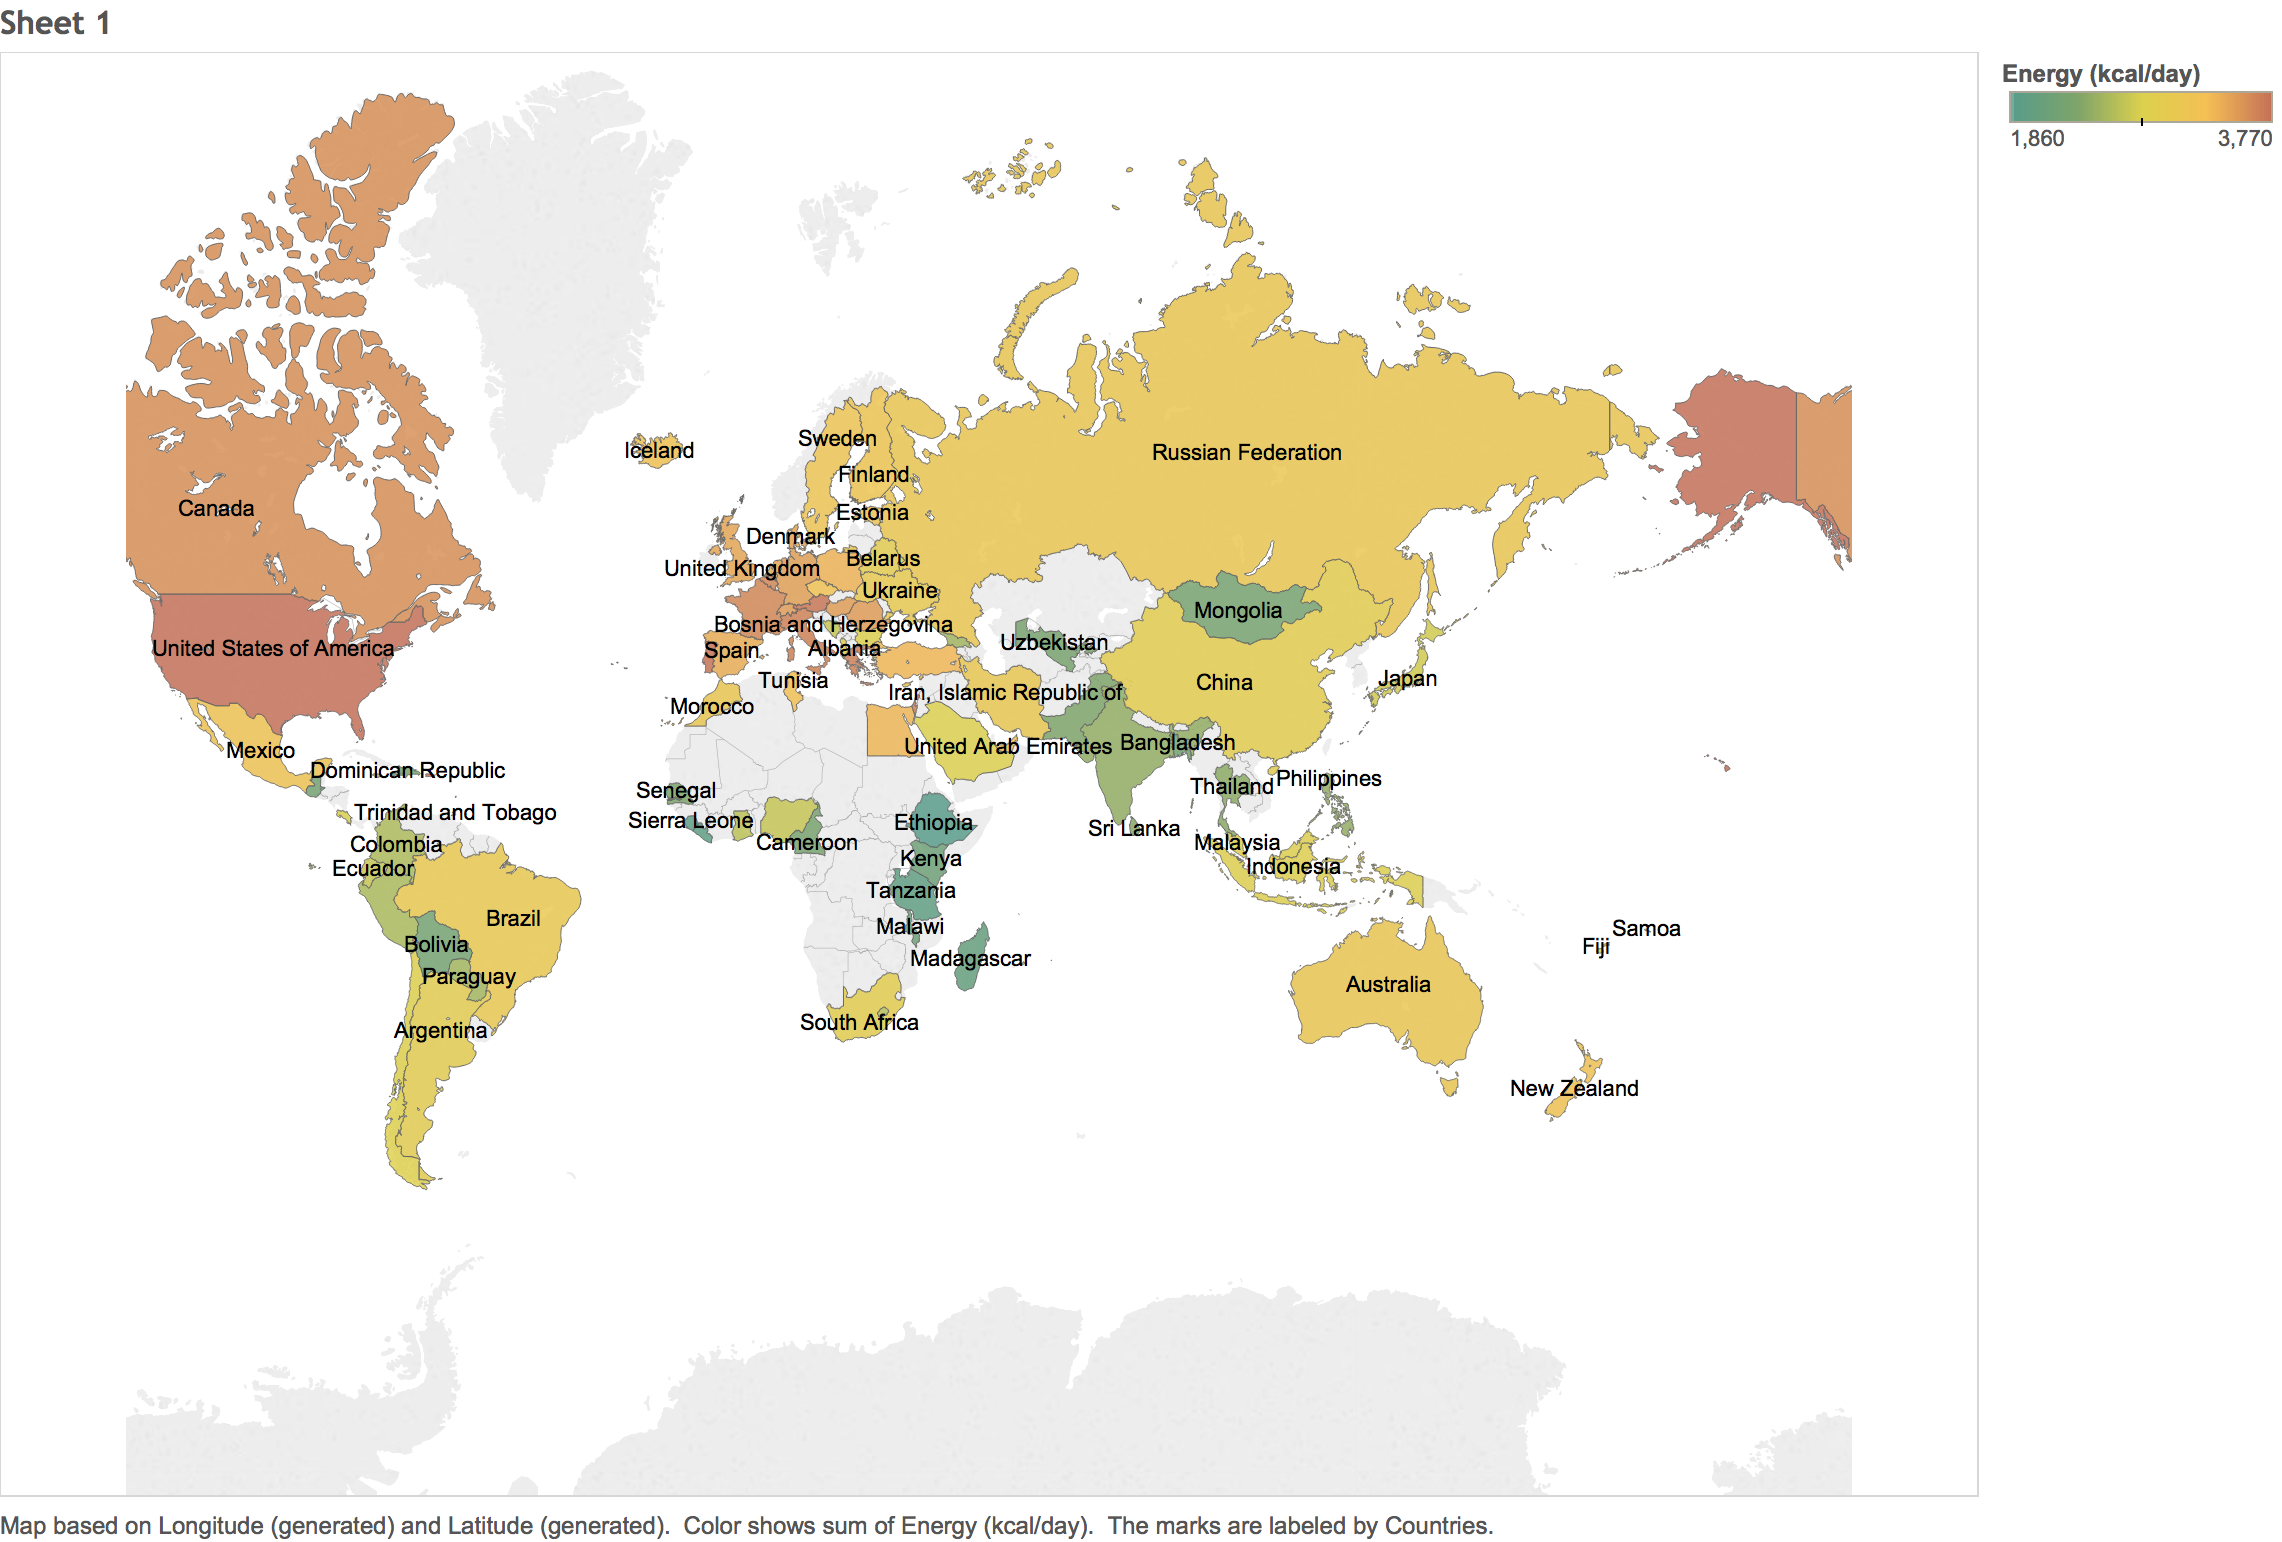 Sheet 1
Energy (kcal/day)
1,860
3,770
Sweden
Iceland
Russian Federation
Finland
Canada
Estonia
Denmark
Belarus
United Kingdom
Ukraine
Mongolia
Bosnia and Herzegovina
Uzbekistan
United States of America
Spain
Albania
Japan
Tunisia
China
Iran, Islamic Republic of
Morocco
Mexico
United Arab Emirates
Bangladesh
Dominican Republic
Philippines
Thailand
Senegal
Trinidad and Tobago
Sierra Leone
Ethiopia
Sri Lanka
Colombia
Cameroon
Malaysia
Kenya
Ecuador
Indonesia
Tanzania
Brazil
Malawi
Samoa
Bolivia
Fiji
Madagascar
Paraguay
Australia
South Africa
Argentina
New Zealand
Map based on Longitude (generated) and Latitude (generated).  Color shows sum of Energy (kcal/day).  The marks are labeled by Countries.